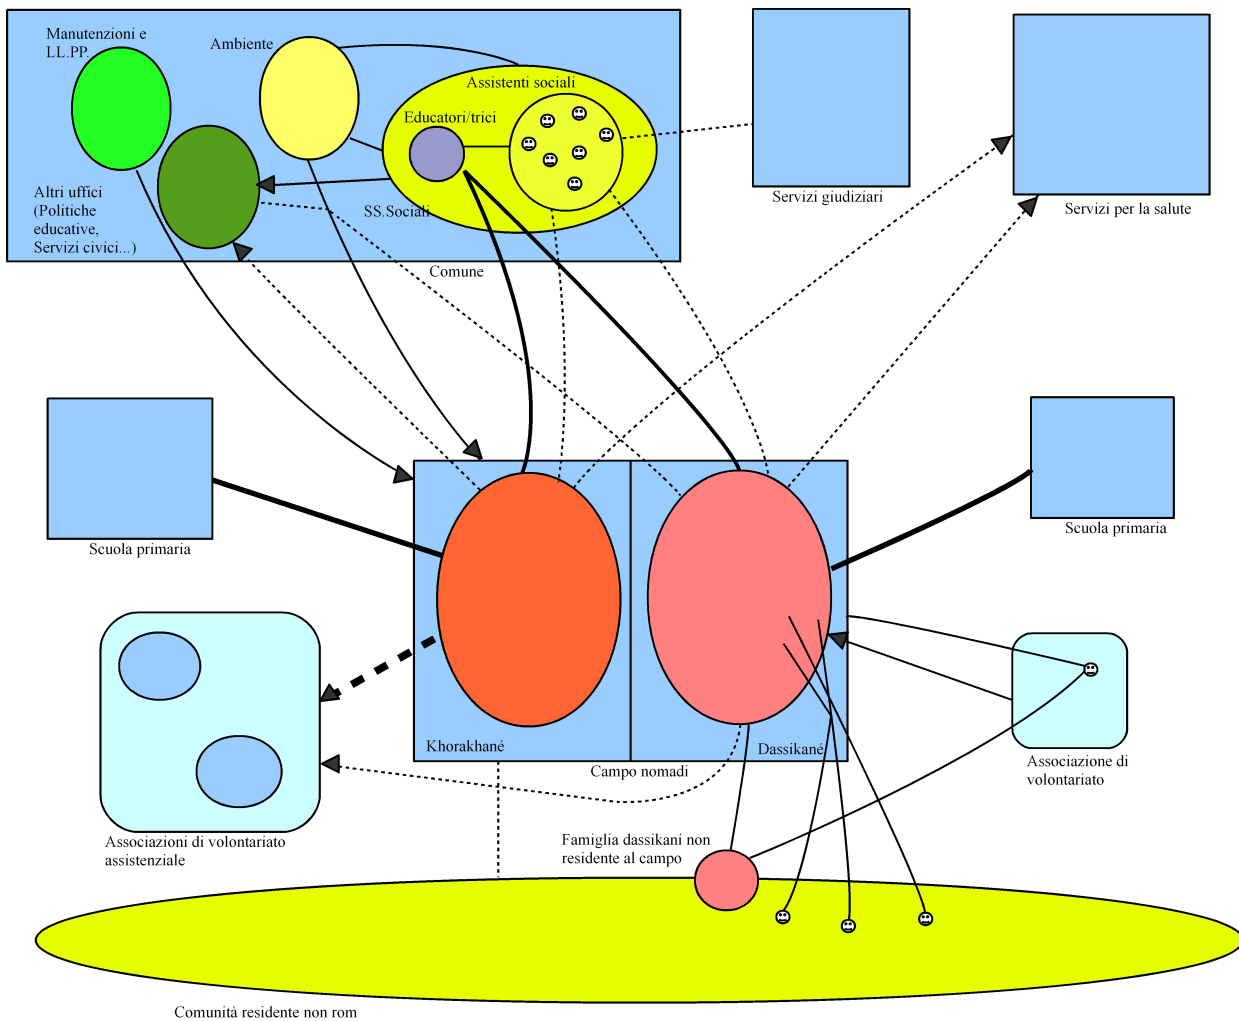 Manutenzioni e
LL.PP.
Ambiente
Assistenti sociali
Educatori/trici
Altri uffici
(Politiche
educative,
Servizi civici...)
SS.Sociali
Comune
Servizi giudiziari
Servizi per la salute
Scuola primaria
Scuola primaria
Khorakhané
Dassikané
Campo nomadi
Associazione di
volontariato
Associazioni di volontariato
assistenziale
Famiglia dassikaní non
residente al campo
Comunità residente non rom